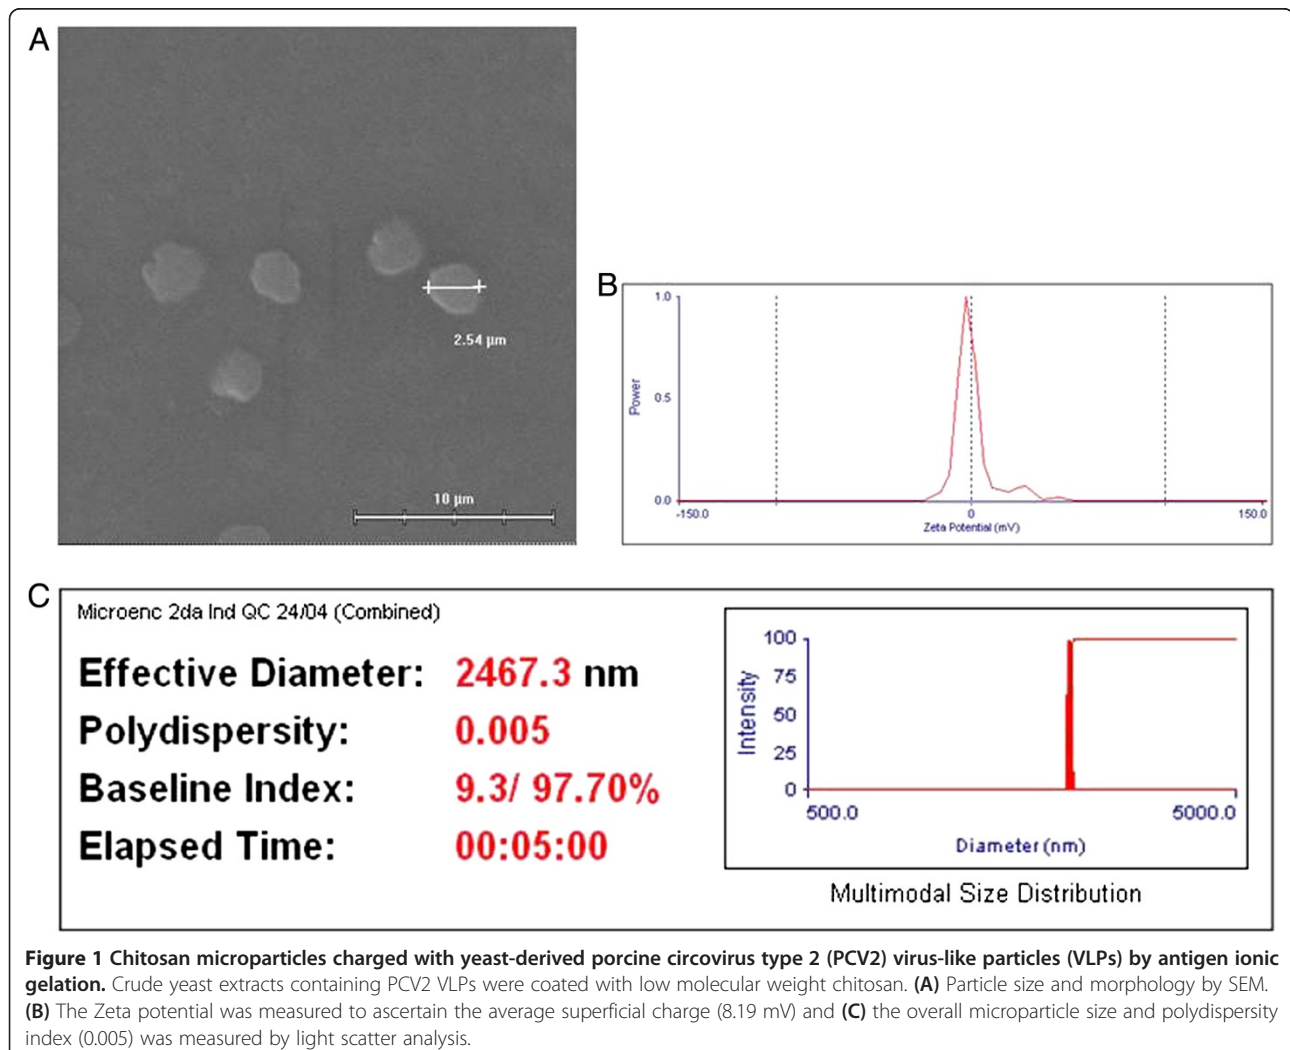 A
2.54 µm
10 µm
B
1.0
Power
0.5
0.0
-150.0
0
150.0
Zeta Potential (mV)
C
Microenc 2da Ind QC 24/04 (Combined)
Effective Diameter: 2467.3 nm
Polydispersity: 0.005
Baseline Index: 9.3/ 97.70%
Elapsed Time: 00:05:00
100
75
50
25
0
Intensity
500.0
5000.0
Diameter (nm)
Multimodal Size Distribution
Figure 1 Chitosan microparticles charged with yeast-derived porcine circovirus type 2 (PCV2) virus-like particles (VLPs) by antigen ionic
gelation. Crude yeast extracts containing PCV2 VLPs were coated with low molecular weight chitosan. (A) Particle size and morphology by SEM.
(B) The Zeta potential was measured to ascertain the average superficial charge (8.19 mV) and (C) the overall microparticle size and polydispersity
index (0.005) was measured by light scatter analysis.